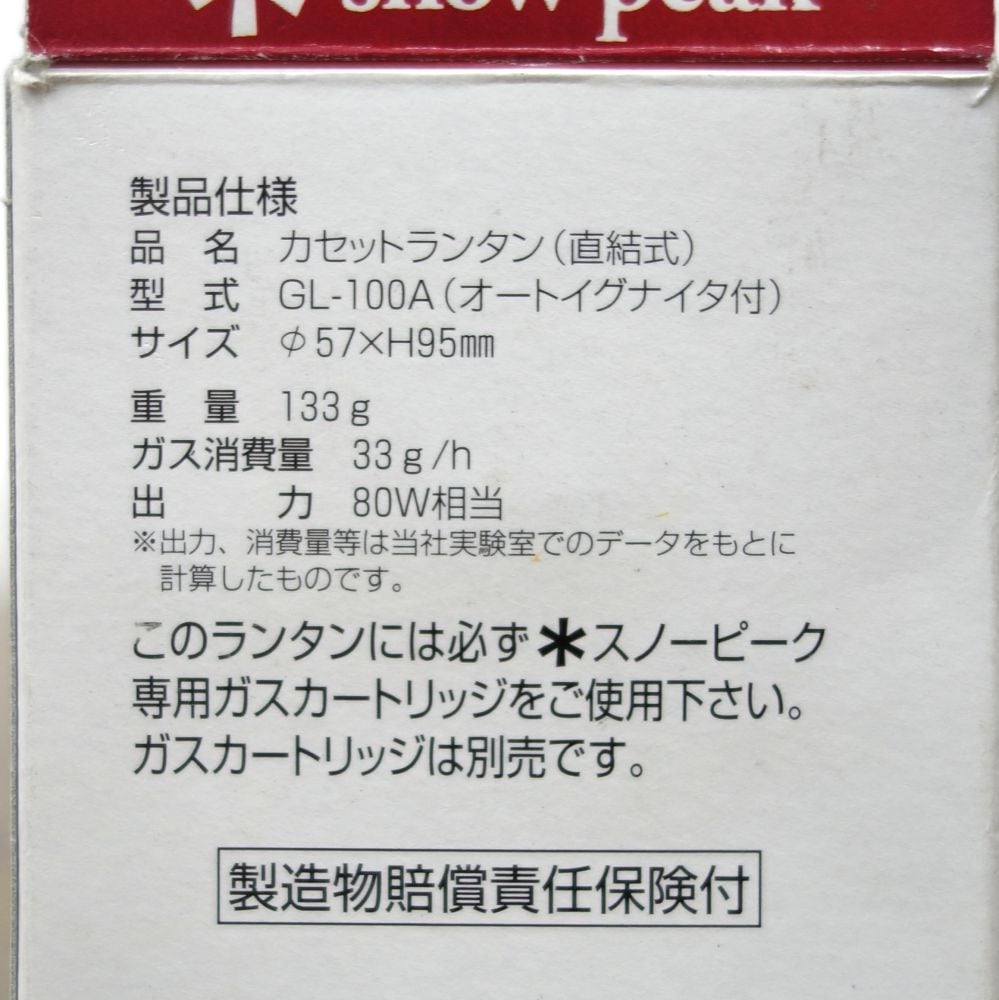 snow peak
製品仕様
品　名　カセットランタン（直結式）
型　式　GL-100A（オートイグナイタ付）
サイズ　φ57×H95㎜
重　量　133g
ガス消費量　33g/h
出　　　力　80W相当
※出力、消費量等は当社実験室でのデータをもとに
計算したものです。
このランタンには必ず＊スノーピーク
専用ガスカートリッジをご使用下さい。
ガスカートリッジは別売です。
製造物賠償責任保険付